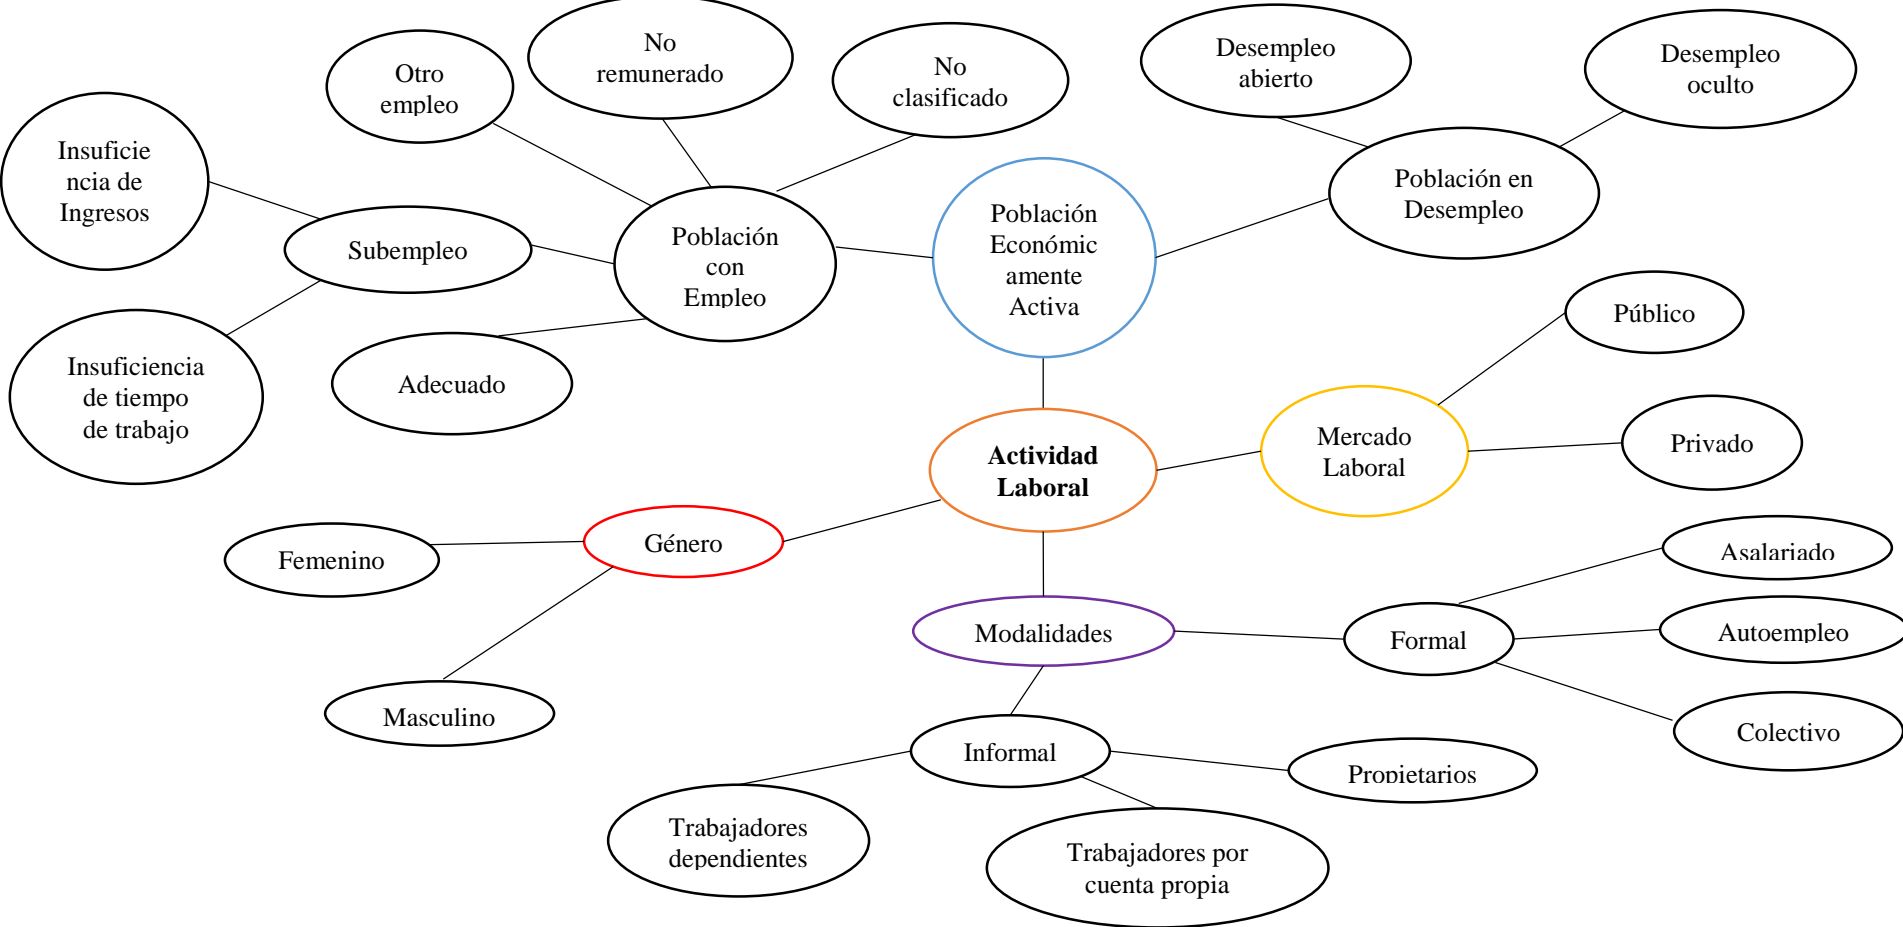 No
remunerado
Otro
empleo
No
clasificado
Desempleo
abierto
Desempleo
oculto
Insuficie
ncia de
Ingresos
Subempleo
Población
con
Empleo
Población
Económic
amente
Activa
Población en
Desempleo
Público
Insuficiencia
de tiempo
de trabajo
Adecuado
Actividad
Laboral
Mercado
Laboral
Privado
Femenino
Género
Asalariado
Modalidades
Formal
Autoempleo
Masculino
Informal
Propietarios
Colectivo
Trabajadores
dependientes
Trabajadores por
cuenta propia